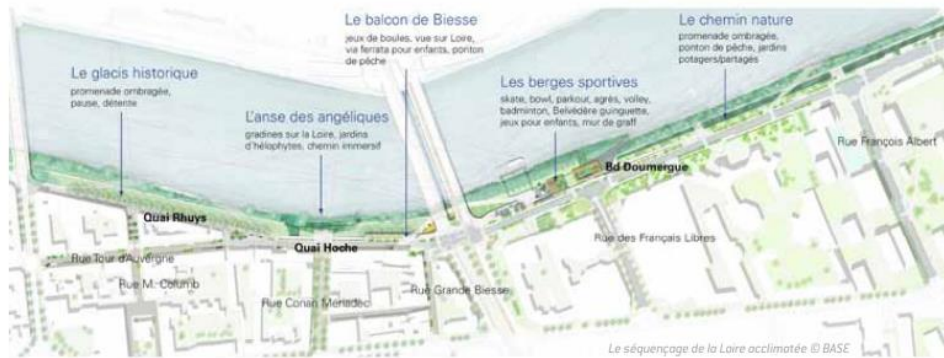 Le balcon de Biesse
jeux de boules, vue sur Loire,
via ferrata pour enfants, ponton
de pêche
Le chemin nature
promenade ombragée,
ponton de pêche, jardins
potagers/partagés
Le glacis historique
promenade ombragée,
pause, détente
Les berges sportives
skate, bowl, parkour, agrès, volley,
badminton, Belvédère guinguette,
jeux pour enfants, mur de graff
L'anse des angéliques
gradines sur la Loire, jardins
d'hélophytes, chemin immersif
Rue François Albert
Bd Doumergue
Quai Rhuys
Quai Hoche
Rue des Français Libres
Rue Tour d'Auvergne
Rue M. Columb
Rue Conan Meriadec
Rue Grande Biesse
Le séquençage de la Loire acclimatée © BASE